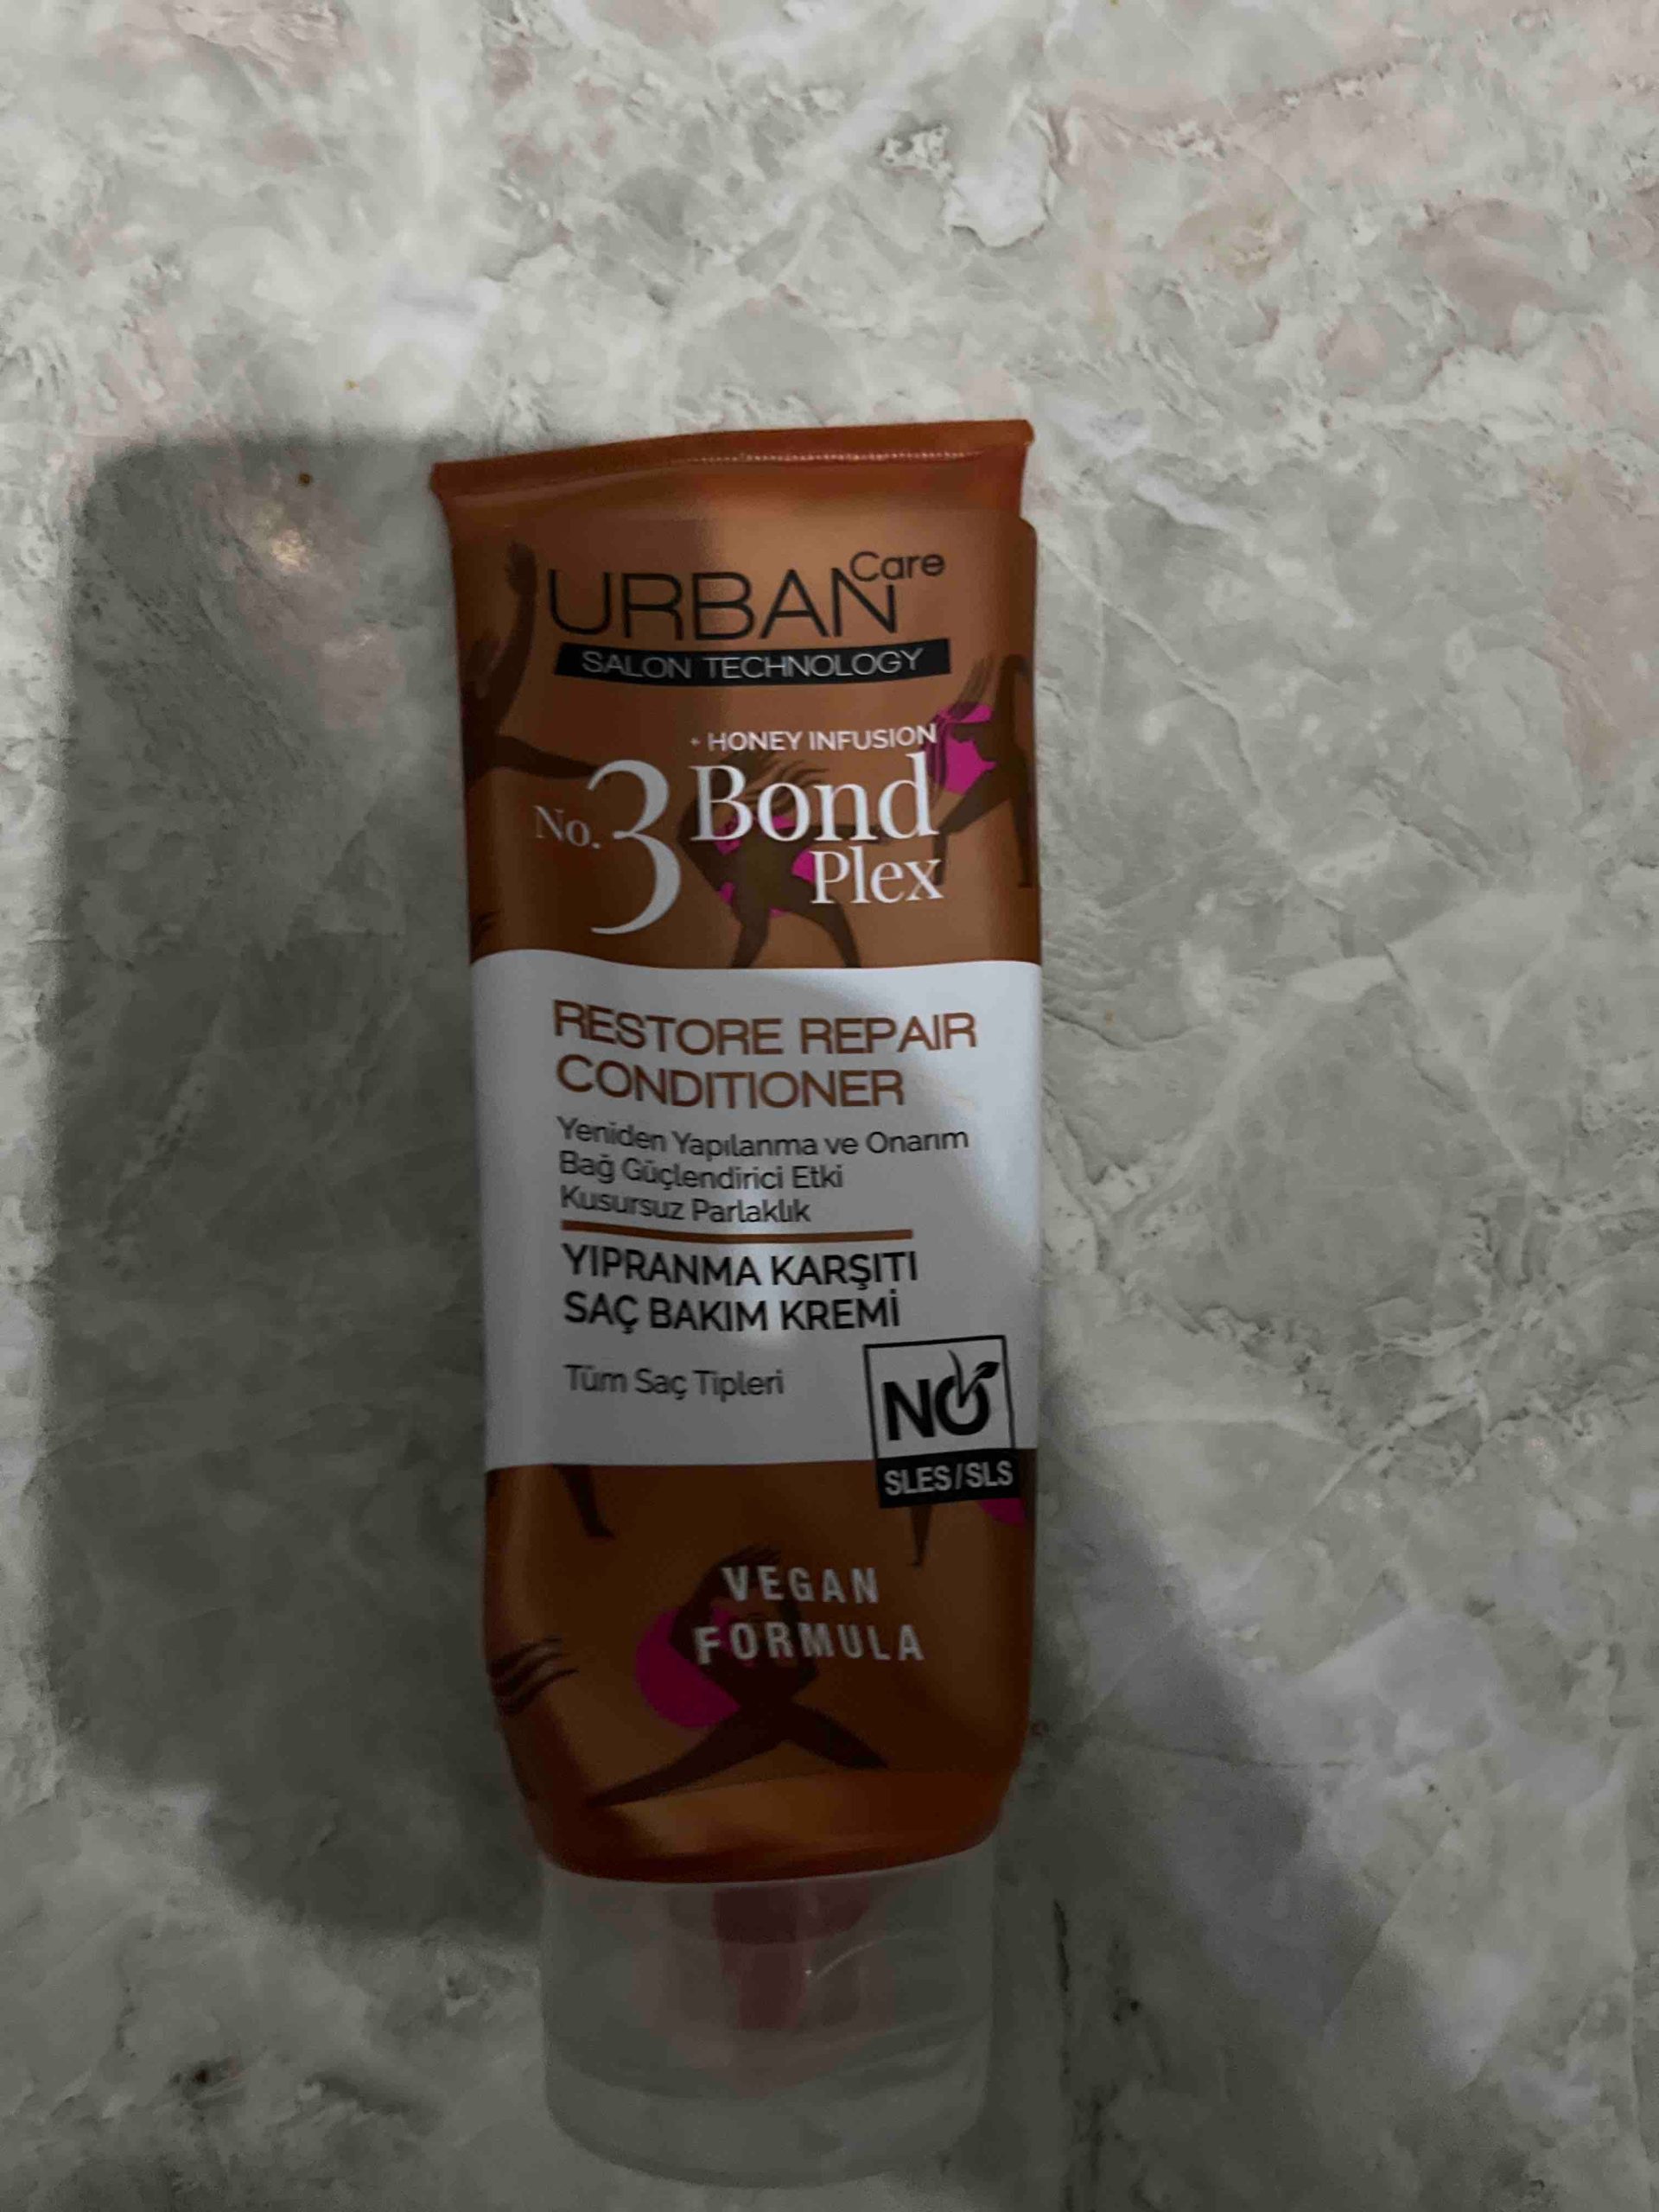 URBAN Care
SALON TECHNOLOGY
+ HONEY INFUSION
No.3 Bond
Plex
RESTORE REPAIR
CONDITIONER
Yeniden Yapılanma ve Onarım
Bağ Güçlendirici Etki
Kusursuz Parlaklık
YIPRANMA KARŞITI
SAÇ BAKIM KREMİ
Tüm Saç Tipleri
NO
SLES/SLS
VEGAN
FORMULA